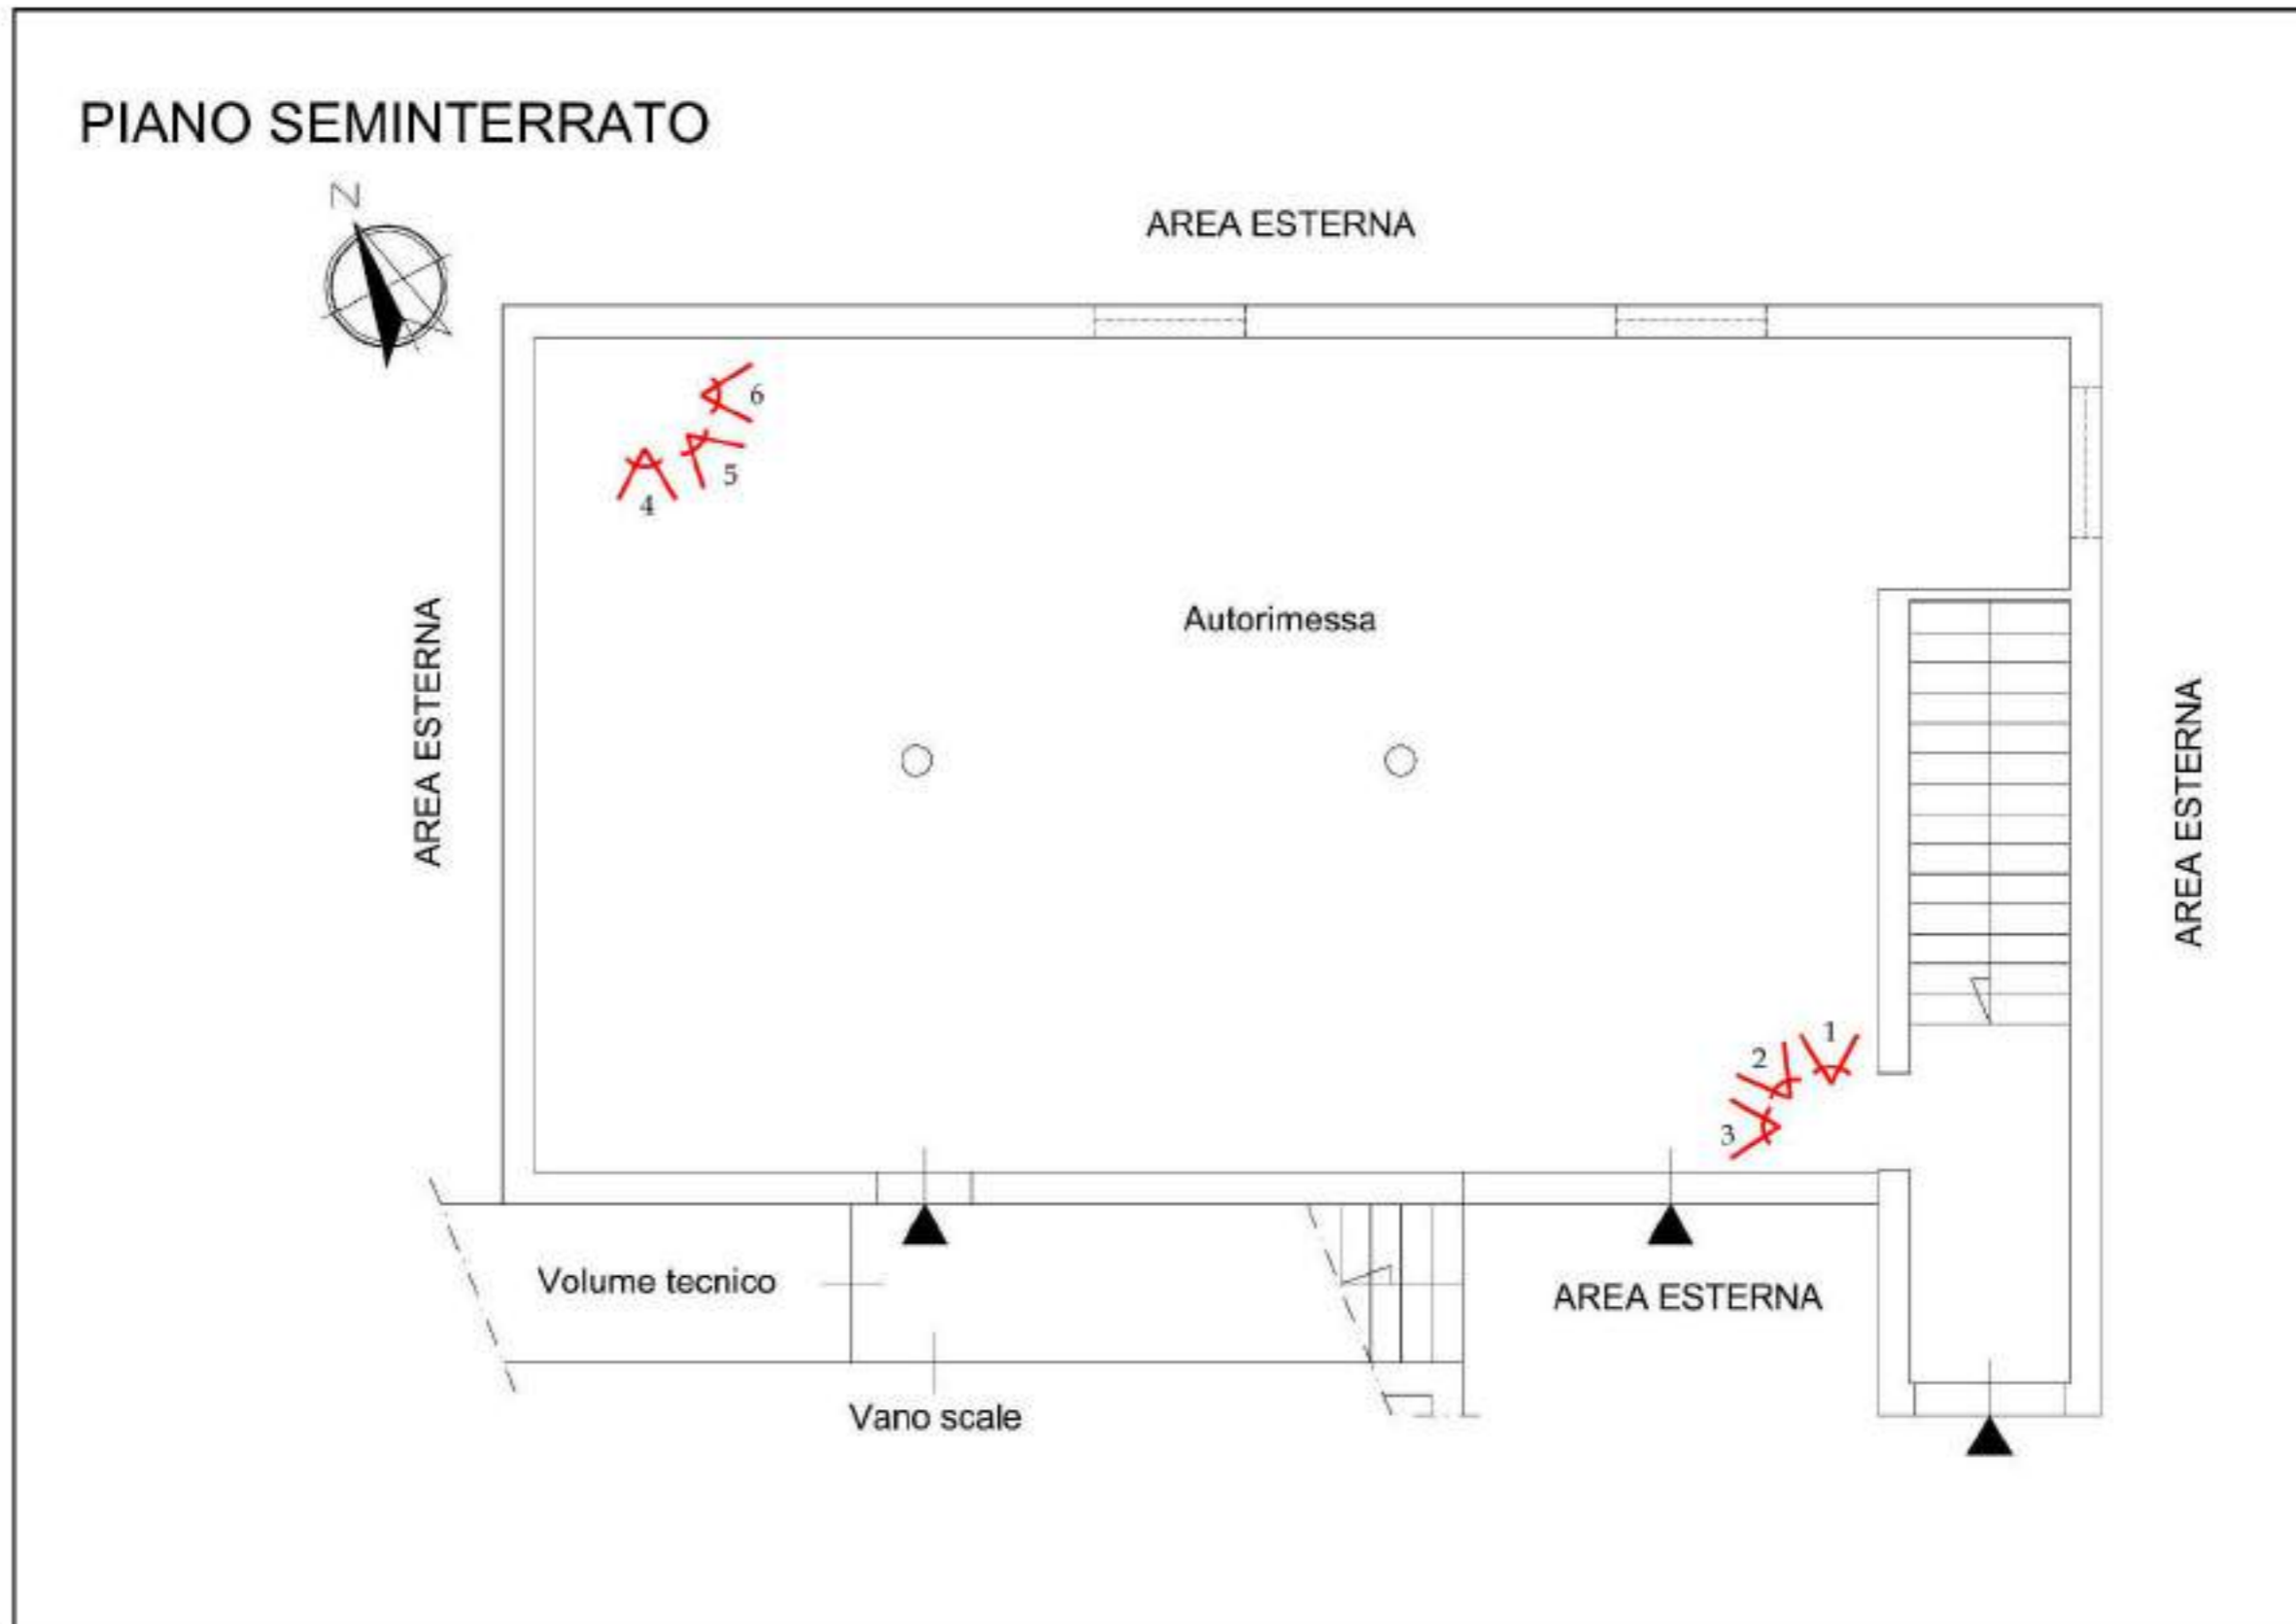 PIANO SEMINTERRATO
N
AREA ESTERNA
6
5
4
AREA ESTERNA
Autorimessa
AREA ESTERNA
1
2
3
Volume tecnico
AREA ESTERNA
Vano scale